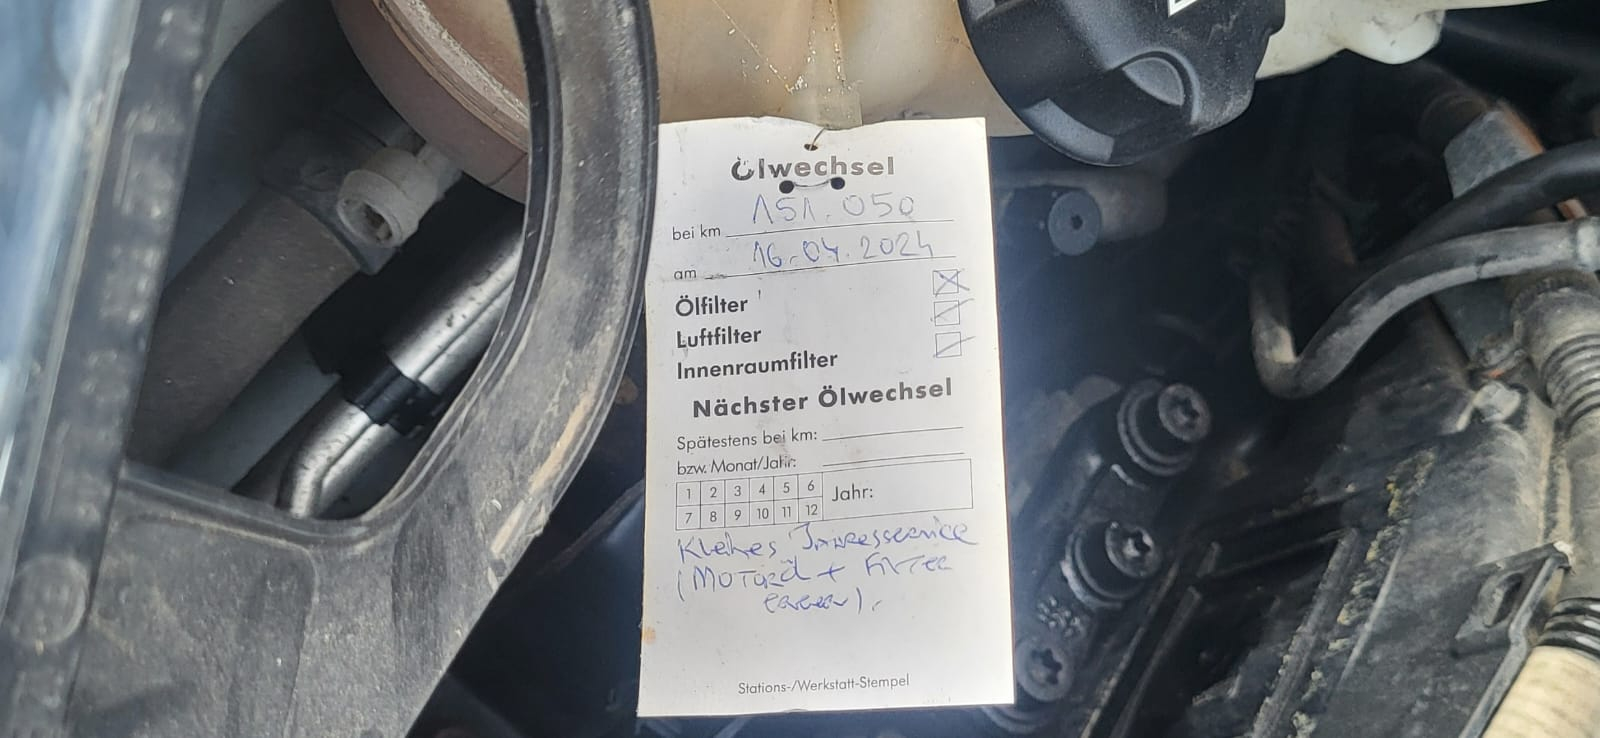 Ölwechsel
bei km 151.050
am 16.04.2024
Ölfilter
Luftfilter
Innenraumfilter
Nächster Ölwechsel
Spätestens bei km:
bzw. Monat/Jahr:
1 2 3 4 5 6
7 8 9 10 11 12
Jahr:
Kleines Jahresservice
(Motoröl + Filter
Stations-/Werkstatt-Stempel